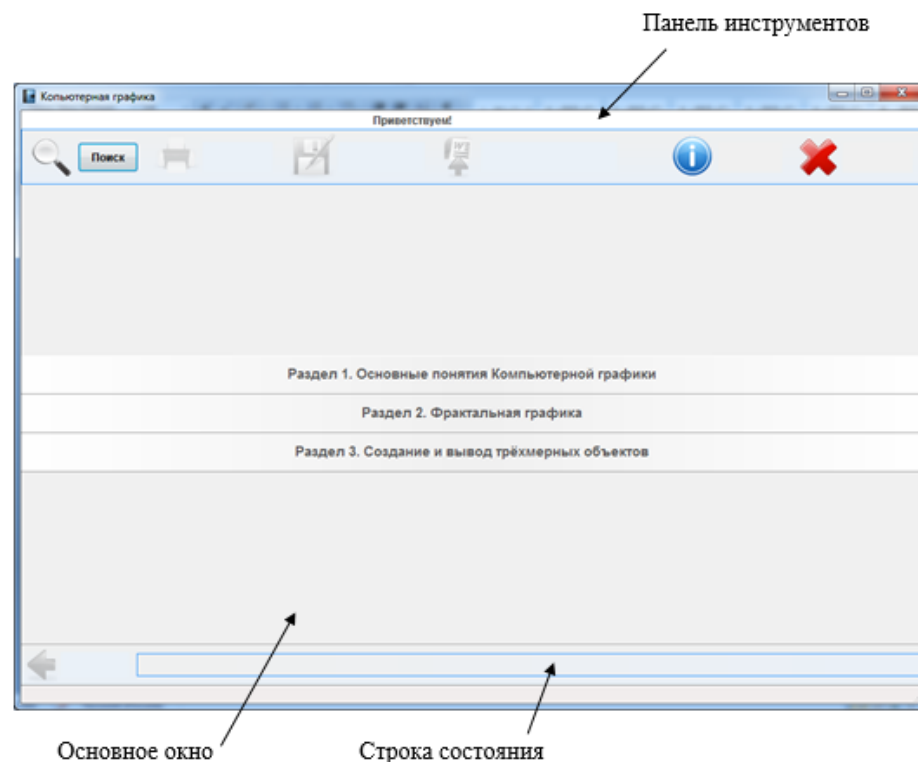 Панель инструментов
Копьютерная графика
Приветствуем!
Поиск
Раздел 1. Основные понятия Компьютерной графики
Раздел 2. Фрактальная графика
Раздел 3. Создание и вывод трёхмерных объектов
Основное окно
Строка состояния